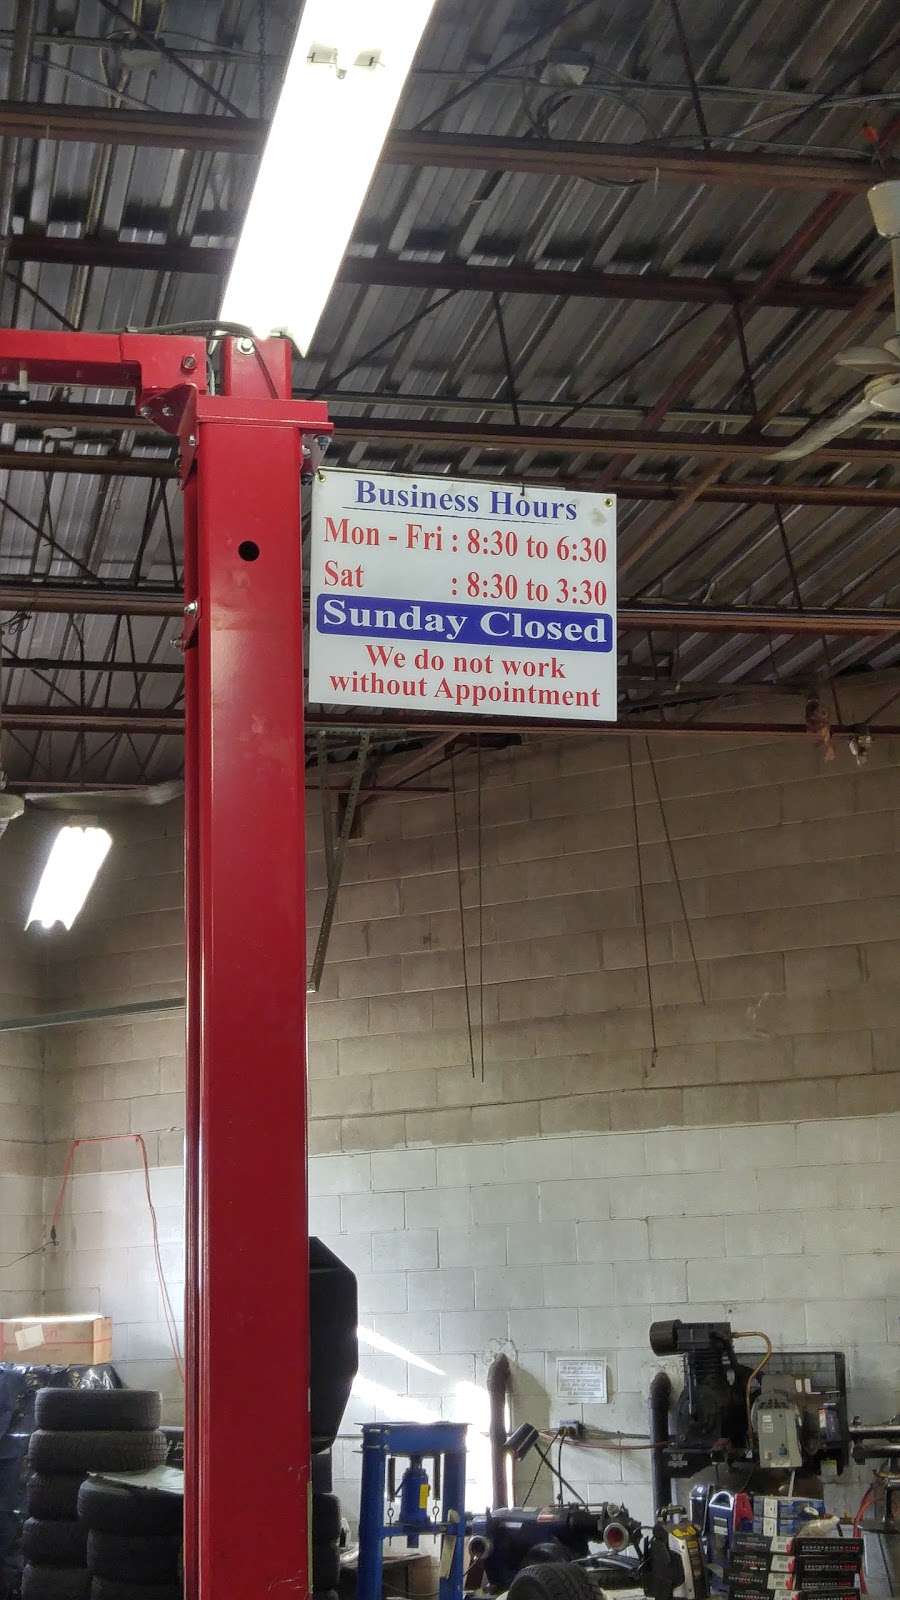 Business Hours
Mon - Fri : 8:30 to 6:30
Sat : 8:30 to 3:30
Sunday Closed
We do not work
without Appointment